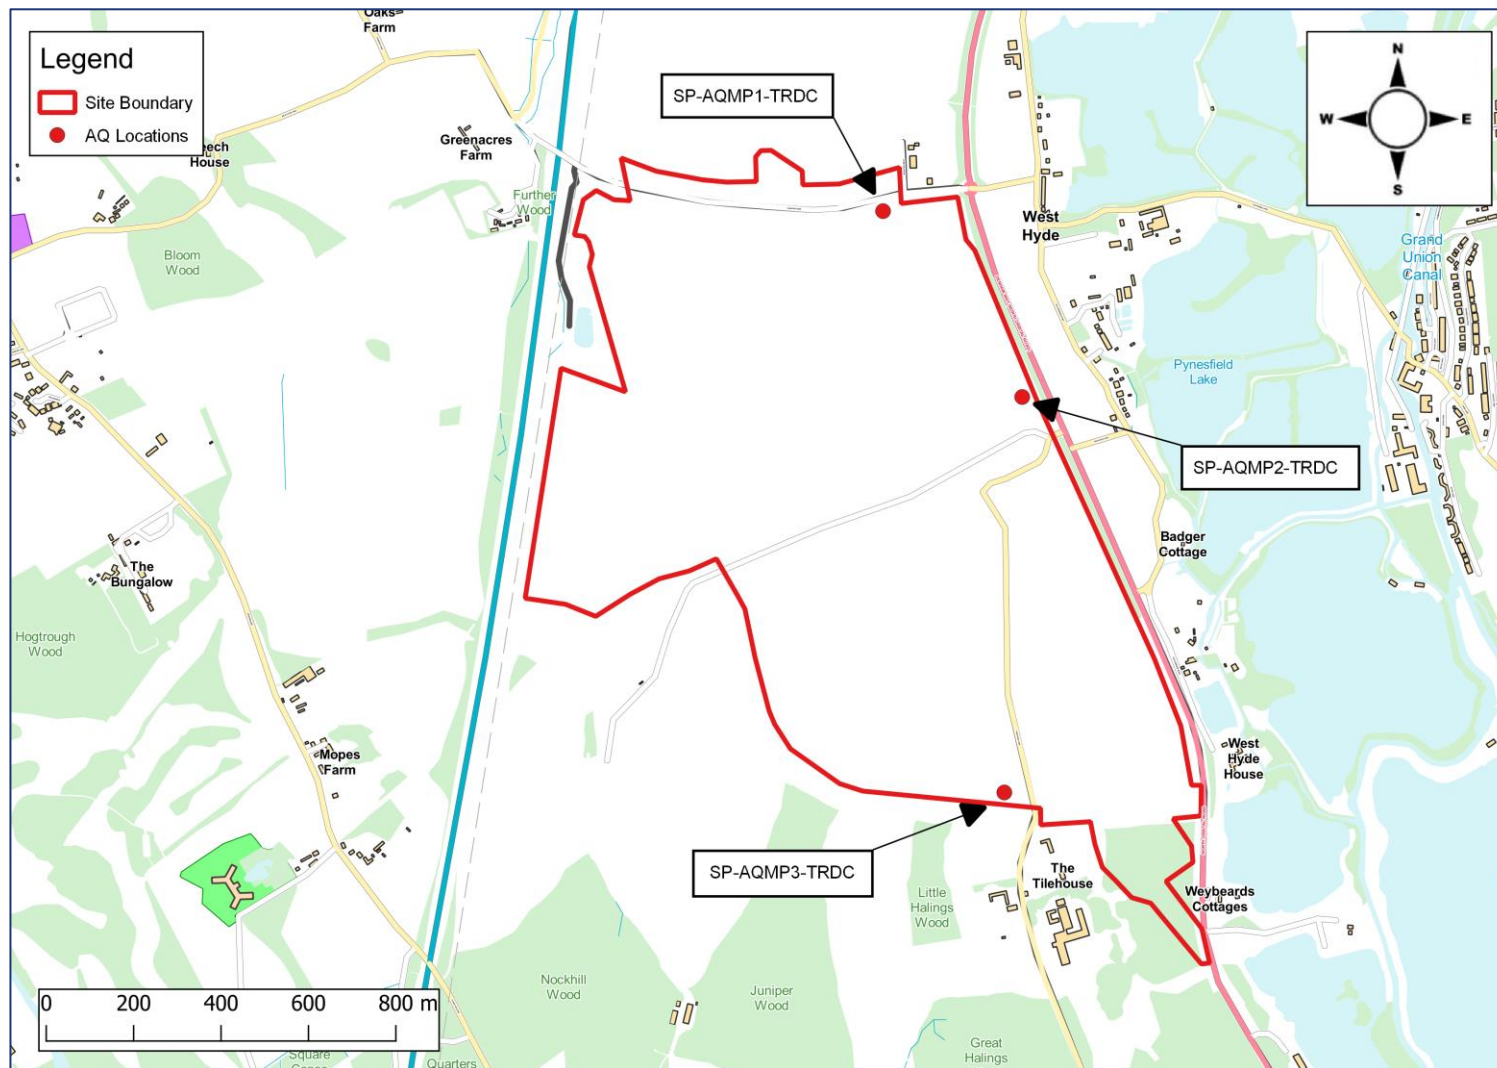 Legend
Site Boundary
AQ Locations
Oaks
Farm
eech
House
Greenacres
Farm
SP-AQMP1-TRDC
N
W
E
S
Further
Wood
Bloom
Wood
West
Hyde
Grand
Union
Canal
Pynesfield
Lake
SP-AQMP2-TRDC
Badger
Cottage
The
Bungalow
Hogtrough
Wood
Mopes
Farm
West
Hyde
House
SP-AQMP3-TRDC
The
Tilehouse
Little
Halings
Wood
Weybeards
Cottages
Nockhill
Wood
Juniper
Wood
Great
Halings
0 200 400 600 800 m
Square
Quarters